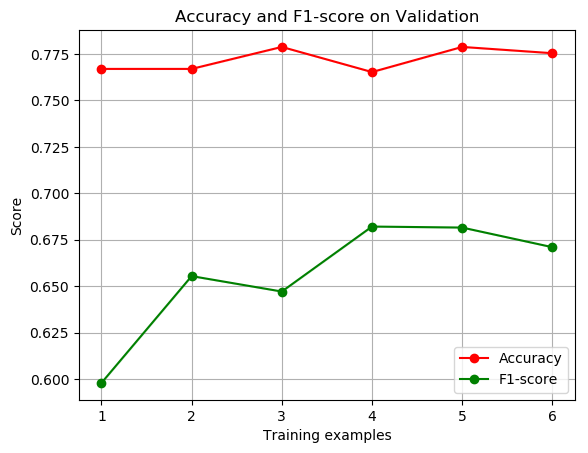 Accuracy and F1-score on Validation
0.775
0.750
0.725
0.700
0.675
0.650
0.625
0.600
Score
Accuracy
F1-score
1 2 3 4 5 6
Training examples